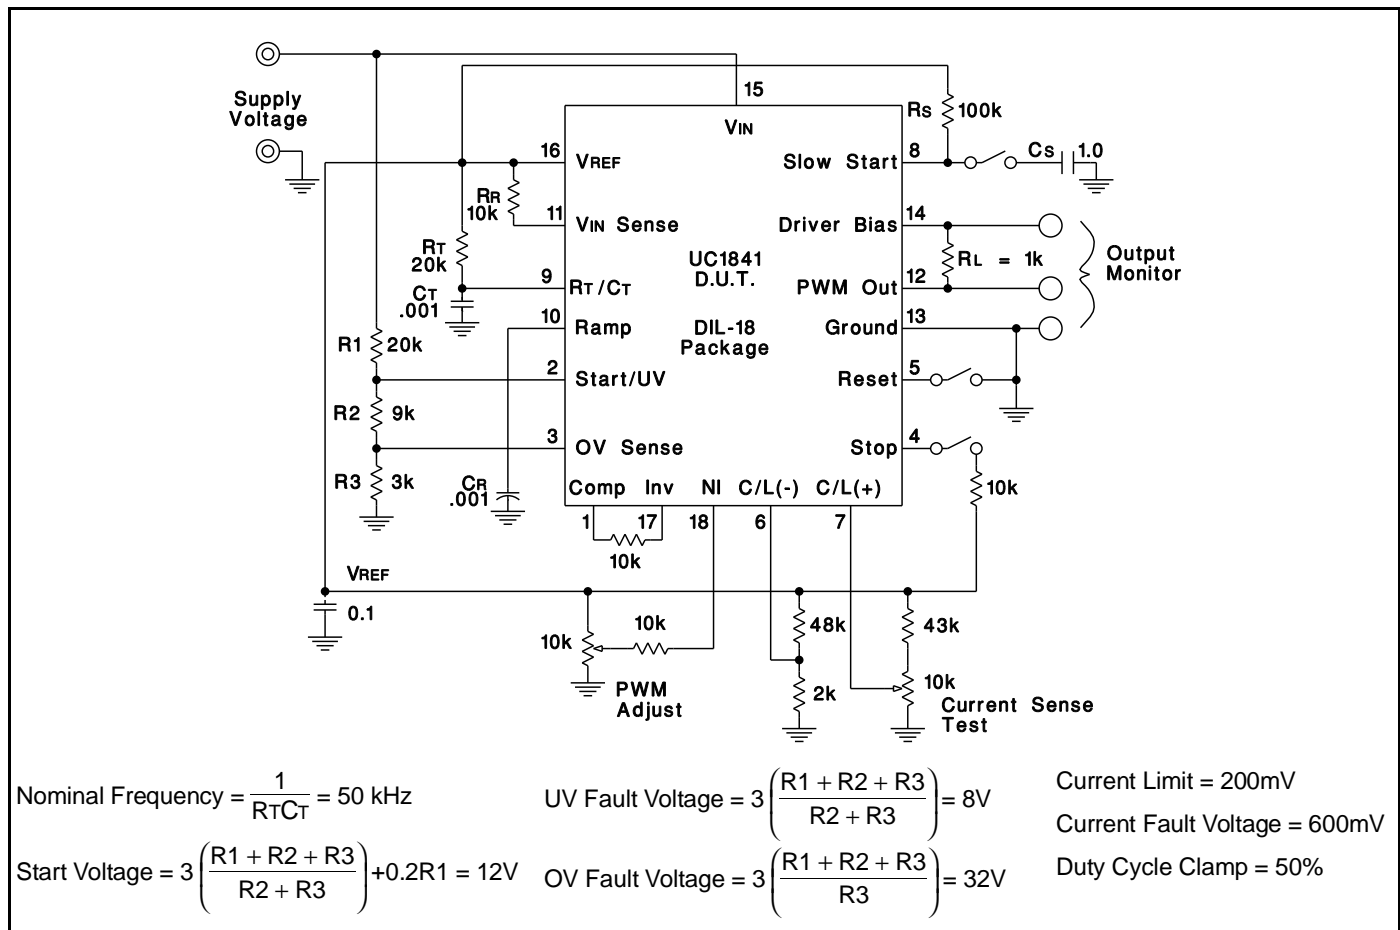 Supply
Voltage
15
VIN
RS 100k
16 VREF
Slow Start 8
CS 1.0
RR
10k
11 VIN Sense
Driver Bias 14
RT
20k
UC1841
D.U.T.
RL = 1k
Output
Monitor
9 RT/CT
PWM Out 12
CT
.001
10 Ramp
DIL-18
Package
Ground 13
R1 20k
2 Start/UV
Reset 5
R2 9k
3 OV Sense
Stop 4
R3 3k
CR
.001
Comp Inv NI C/L(-) C/L(+)
10k
1 17 18 6 7
10k
VREF
0.1
10k 10k
48k 43k
PWM
Adjust
2k
10k
Current Sense
Test
Nominal Frequency = 1 / RTCT = 50 kHz
Start Voltage = 3 ( R1 + R2 + R3 / R2 + R3 ) +0.2R1 = 12V
UV Fault Voltage = 3 ( R1 + R2 + R3 / R2 + R3 ) = 8V
OV Fault Voltage = 3 ( R1 + R2 + R3 / R3 ) = 32V
Current Limit = 200mV
Current Fault Voltage = 600mV
Duty Cycle Clamp = 50%